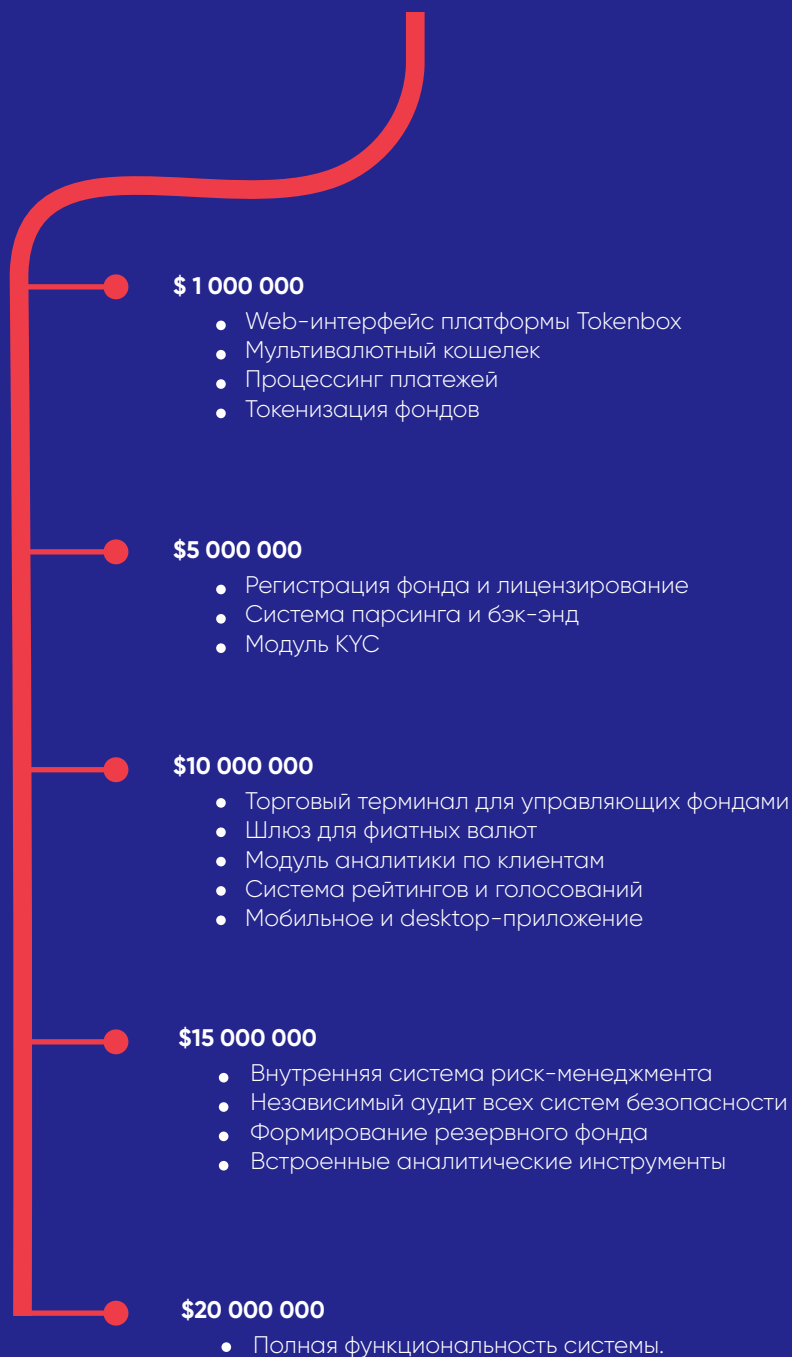 $ 1 000 000
Web-интерфейс платформы Tokenbox
Мультивалютный кошелек
Процессинг платежей
Токенизация фондов
$5 000 000
Регистрация фонда и лицензирование
Система парсинга и бэк-энд
Модуль KYC
$10 000 000
Торговый терминал для управляющих фондами
Шлюз для фиатных валют
Модуль аналитики по клиентам
Система рейтингов и голосований
Мобильное и desktop-приложение
$15 000 000
Внутренняя система риск-менеджмента
Независимый аудит всех систем безопасности
Формирование резервного фонда
Встроенные аналитические инструменты
$20 000 000
Полная функциональность системы.